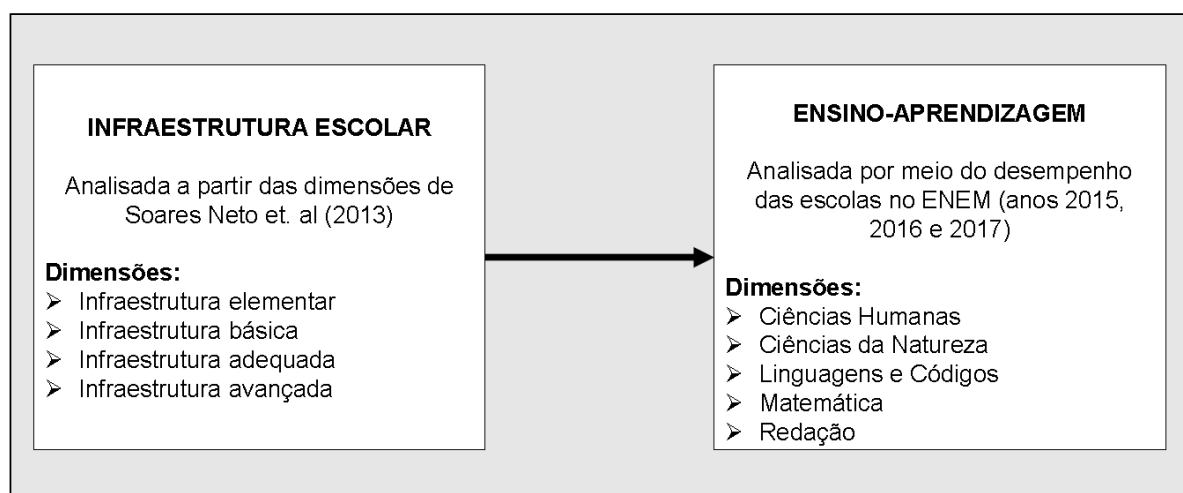 INFRAESTRUTURA ESCOLAR
Analisada a partir das dimensões de
Soares Neto et. al (2013)
Dimensões:
➢ Infraestrutura elementar
➢ Infraestrutura básica
➢ Infraestrutura adequada
➢ Infraestrutura avançada
ENSINO-APRENDIZAGEM
Analisada por meio do desempenho
das escolas no ENEM (anos 2015,
2016 e 2017)
Dimensões:
➢ Ciências Humanas
➢ Ciências da Natureza
➢ Linguagens e Códigos
➢ Matemática
➢ Redação